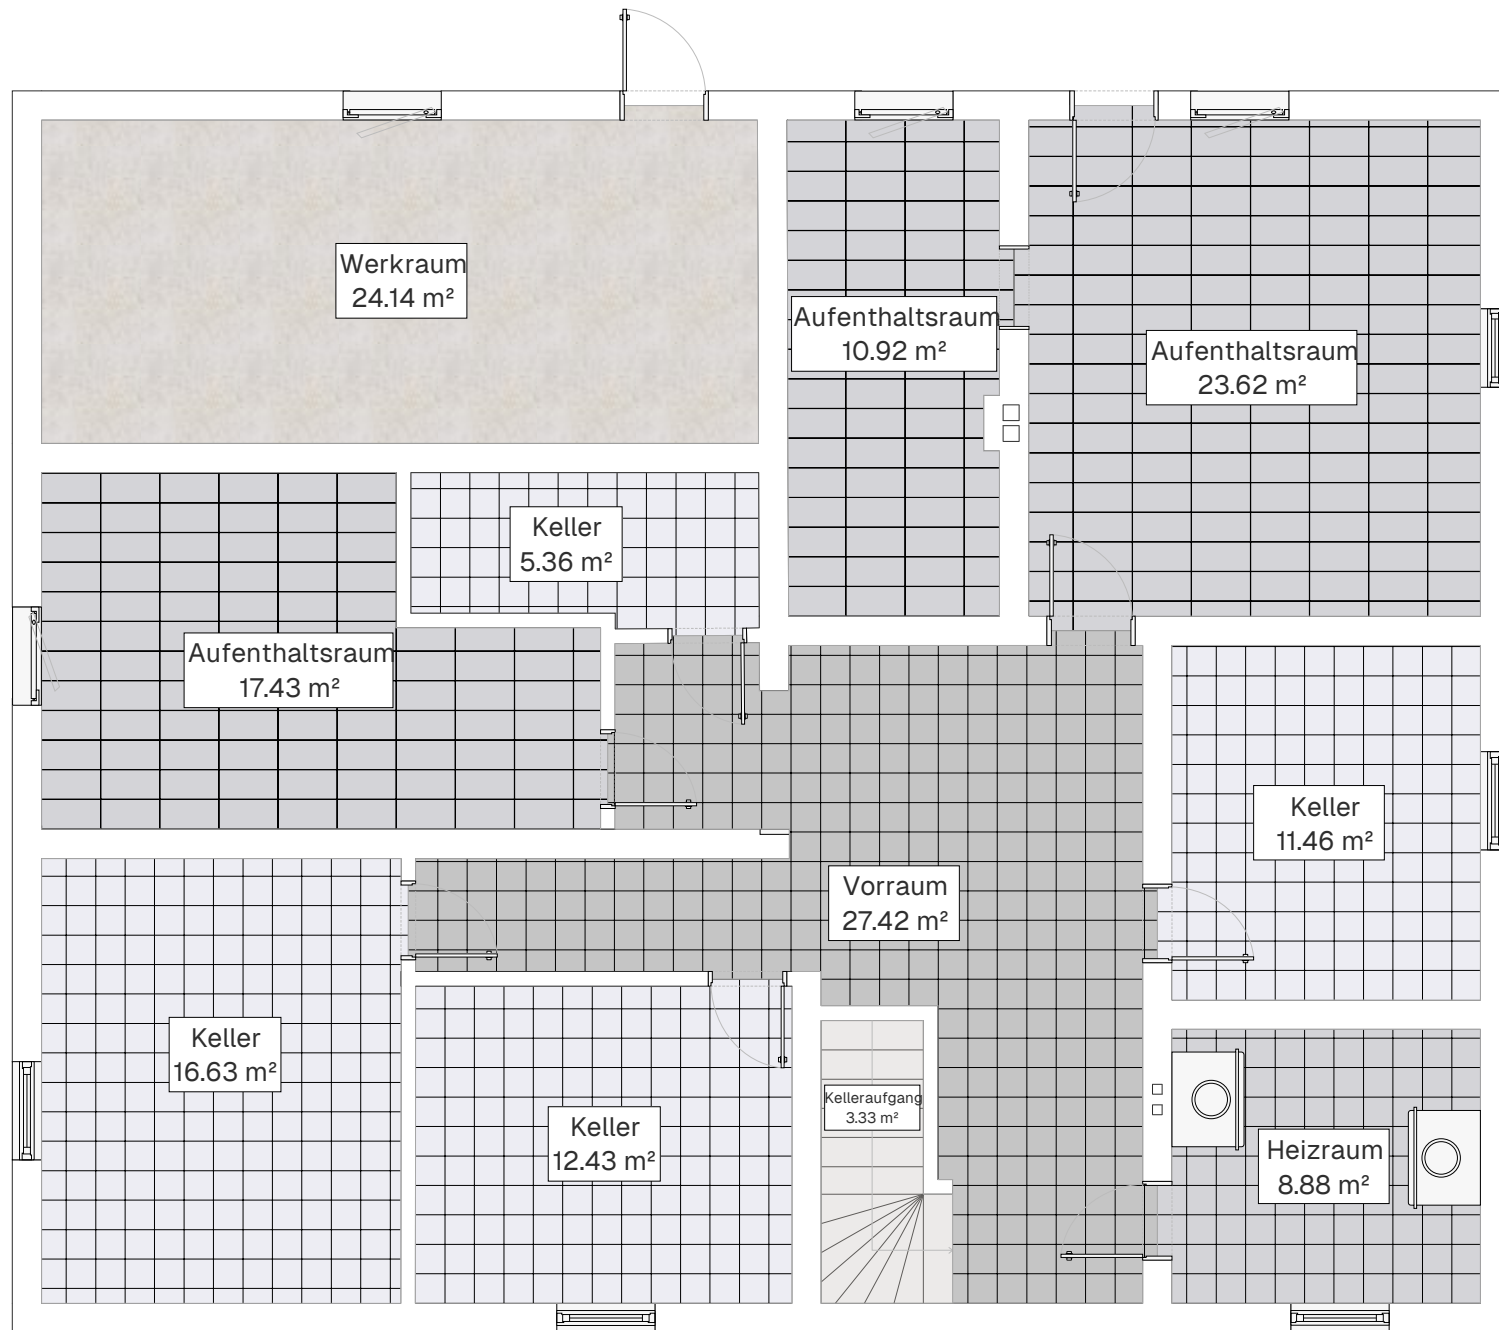 Werkraum
24.14 m²
Aufenthaltsraum
10.92 m²
Aufenthaltsraum
23.62 m²
Keller
5.36 m²
Aufenthaltsraum
17.43 m²
Keller
11.46 m²
Vorraum
27.42 m²
Keller
16.63 m²
Keller
12.43 m²
Kelleraufgang
3.33 m²
Heizraum
8.88 m²